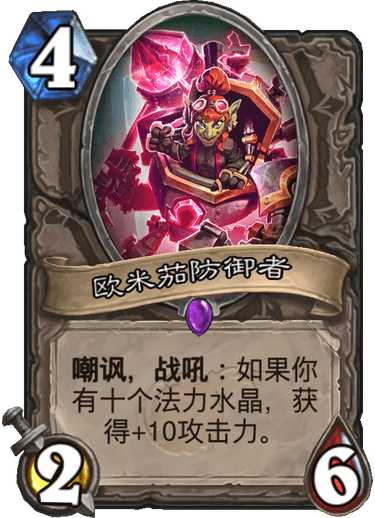 4
欧米茄防御者
嘲讽，战吼：如果你
有十个法力水晶，获
得+10攻击力。
2
6